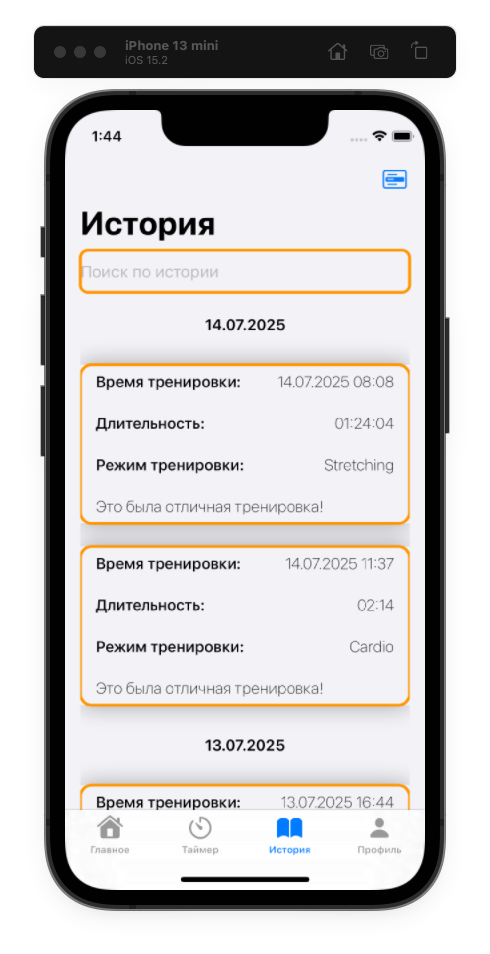 iPhone 13 mini
iOS 15.2
1:44
История
Поиск по истории
14.07.2025
Время тренировки: 14.07.2025 08:08
Длительность: 01:24:04
Режим тренировки: Stretching
Это была отличная тренировка!
Время тренировки: 14.07.2025 11:37
Длительность: 02:14
Режим тренировки: Cardio
Это была отличная тренировка!
13.07.2025
Время тренировки: 13.07.2025 16:44
Главное Таймер История Профиль